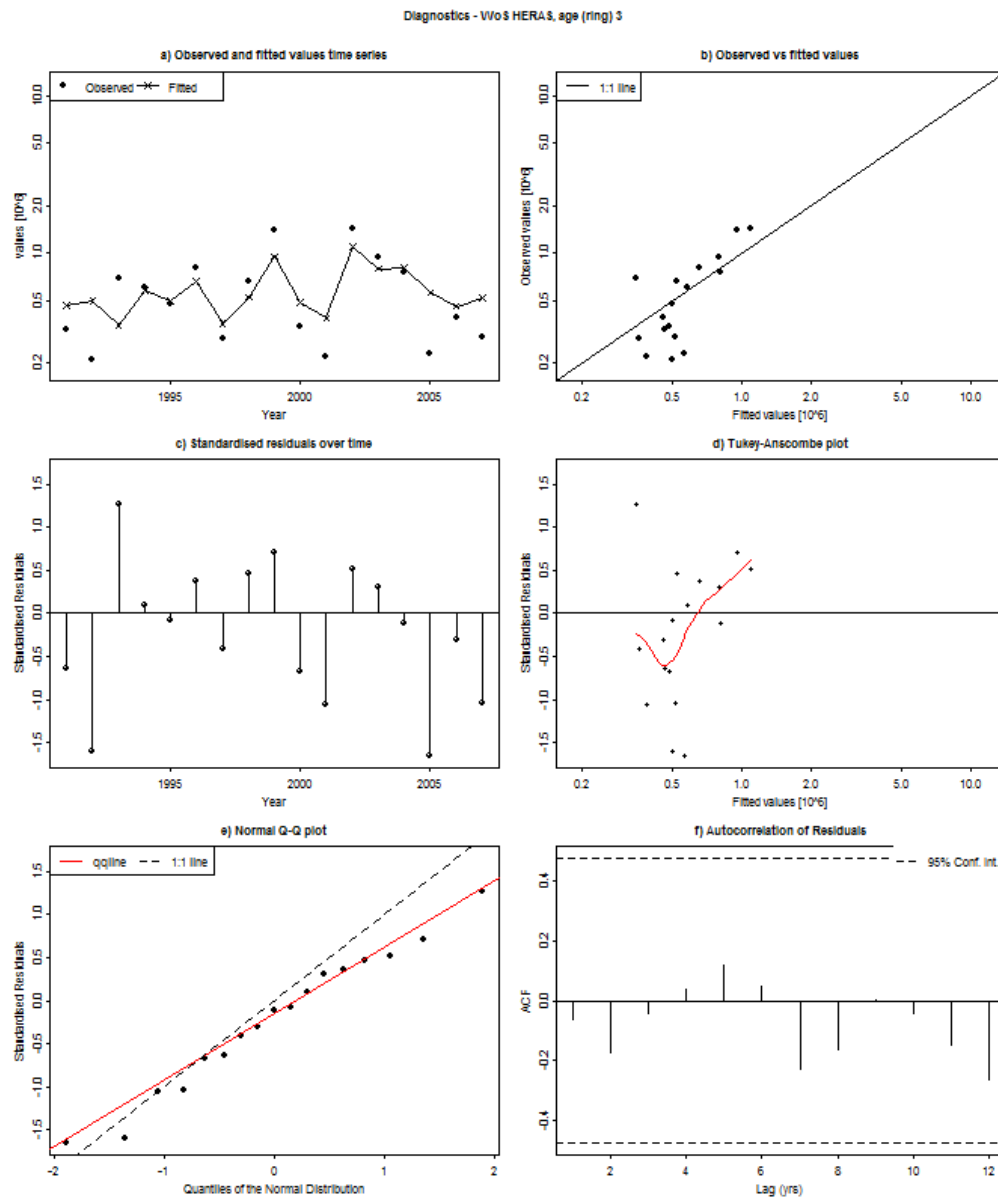 Diagnostics - WoS HERAS, age (ring) 3
a) Observed and fitted values time series
Observed Fitted
values [10^6]
10.0
5.0
2.0
1.0
0.5
0.2
1995 2000 2005
Year
b) Observed vs fitted values
1:1 line
Observed values [10^6]
10.0
5.0
2.0
1.0
0.5
0.2
0.2 0.5 1.0 2.0 5.0 10.0
Fitted values [10^6]
c) Standardised residuals over time
Standardised Residuals
1.5
1.0
0.5
0.0
-0.5
-1.0
-1.5
1995 2000 2005
Year
d) Tukey-Anscombe plot
Standardised Residuals
1.5
1.0
0.5
0.0
-0.5
-1.0
-1.5
0.2 0.5 1.0 2.0 5.0 10.0
Fitted values [10^6]
e) Normal Q-Q plot
qqline 1:1 line
Standardised Residuals
1.5
1.0
0.5
0.0
-0.5
-1.0
-1.5
-2 -1 0 1 2
Quantiles of the Normal Distribution
f) Autocorrelation of Residuals
95% Conf. Int.
ACF
0.4
0.2
0.0
-0.2
-0.4
2 4 6 8 10 12
Lag (yrs)